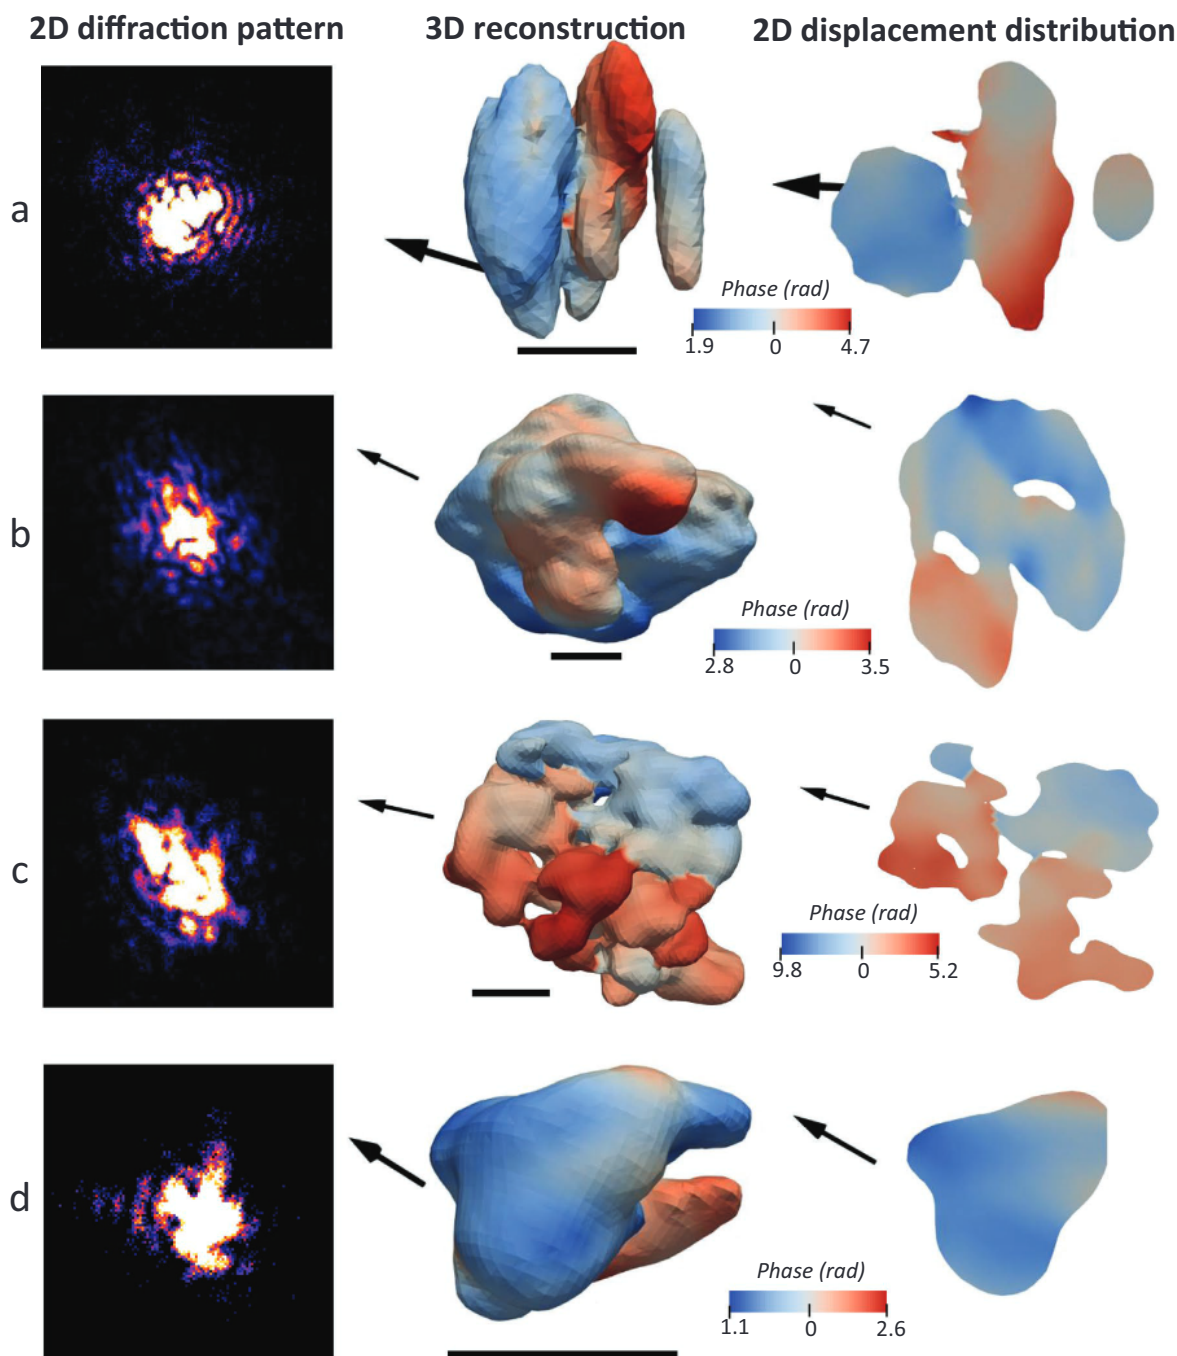 2D diffraction pattern 3D reconstruction 2D displacement distribution
a
Phase (rad)
1.9 0 4.7
b
Phase (rad)
2.8 0 3.5
c
Phase (rad)
9.8 0 5.2
d
Phase (rad)
1.1 0 2.6